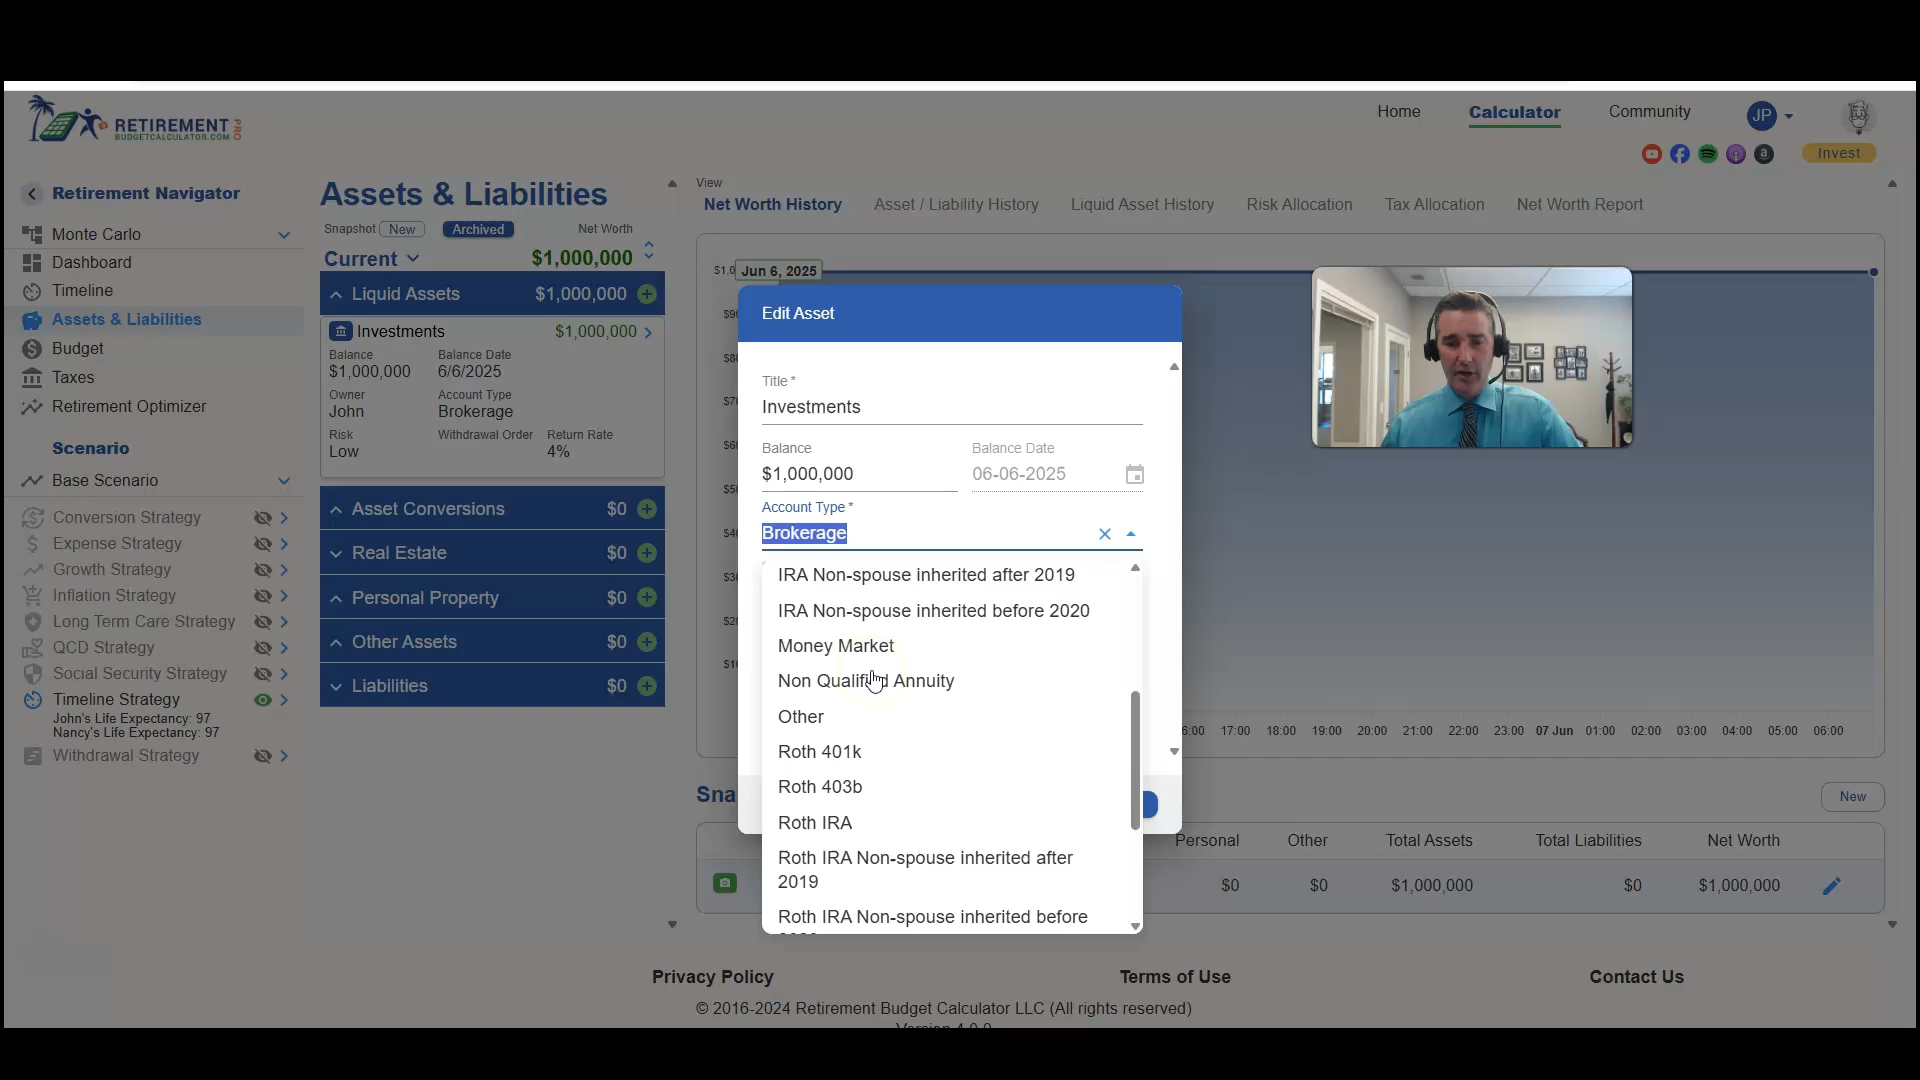 RETIREMENT PRO
BUDGETCALCULATOR.COM
Home
Calculator
Community
JP
Invest
Retirement Navigator
Monte Carlo
Dashboard
Timeline
Assets & Liabilities
Budget
Taxes
Retirement Optimizer
Scenario
Base Scenario
Conversion Strategy
Expense Strategy
Growth Strategy
Inflation Strategy
Long Term Care Strategy
QCD Strategy
Social Security Strategy
Timeline Strategy
John's Life Expectancy: 97
Nancy's Life Expectancy: 97
Withdrawal Strategy
Assets & Liabilities
Snapshot New Archived Net Worth
Current $1,000,000
Liquid Assets $1,000,000
Investments $1,000,000
Balance Balance Date
$1,000,000 6/6/2025
Owner Account Type
John Brokerage
Risk Withdrawal Order Return Rate
Low 4%
Asset Conversions $0
Real Estate $0
Personal Property $0
Other Assets $0
Liabilities $0
View
Net Worth History Asset / Liability History Liquid Asset History Risk Allocation Tax Allocation Net Worth Report
$1.0
Jun 6, 2025
Edit Asset
Title *
Investments
Balance Balance Date
$1,000,000 06-06-2025
Account Type *
Brokerage
IRA Non-spouse inherited after 2019
IRA Non-spouse inherited before 2020
Money Market
Non Qualified Annuity
Other
Roth 401k
Roth 403b
Roth IRA
Roth IRA Non-spouse inherited after
2019
Roth IRA Non-spouse inherited before
6:00 17:00 18:00 19:00 20:00 21:00 22:00 23:00 07 Jun 01:00 02:00 03:00 04:00 05:00 06:00
Sna
New
Personal Other Total Assets Total Liabilities Net Worth
$0 $0 $1,000,000 $0 $1,000,000
Privacy Policy Terms of Use Contact Us
© 2016-2024 Retirement Budget Calculator LLC (All rights reserved)
Version 4.0.0